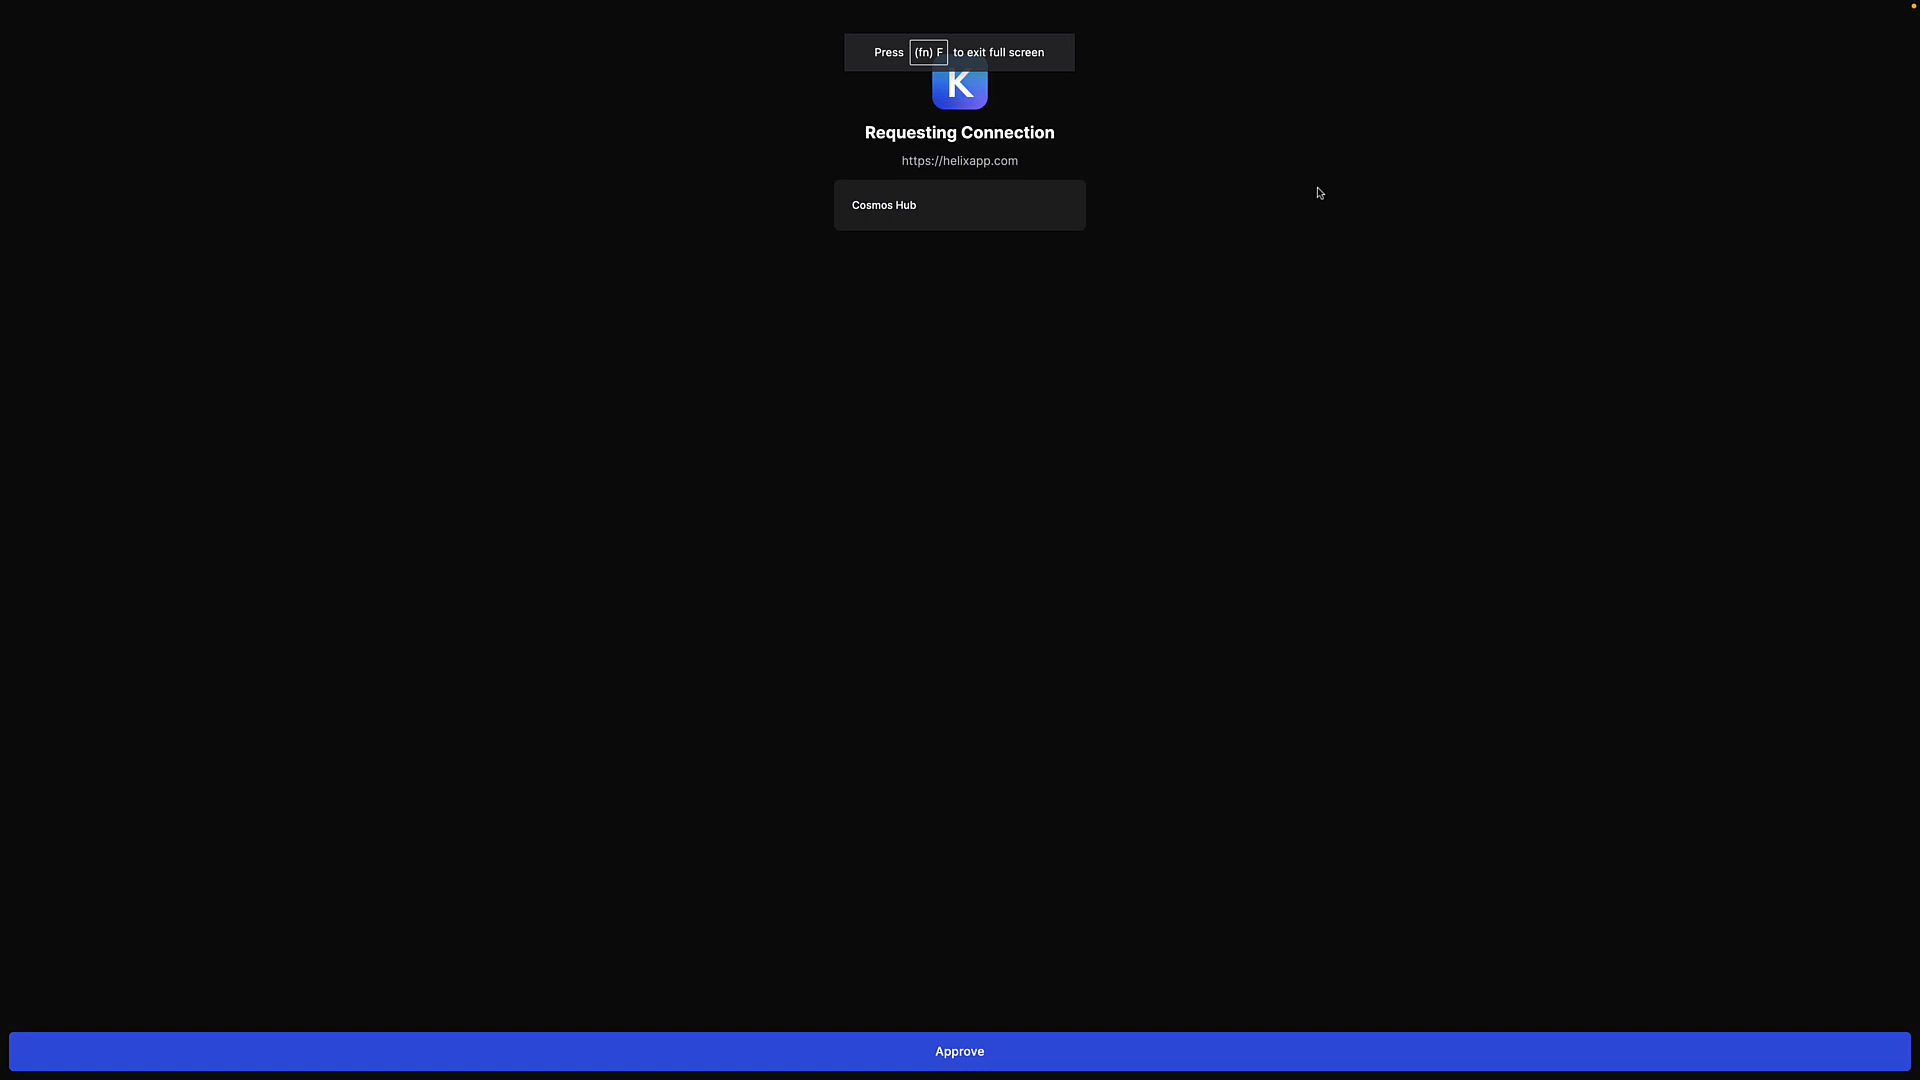 Press (fn) F to exit full screen
K
Requesting Connection
https://helixapp.com
Cosmos Hub
Approve